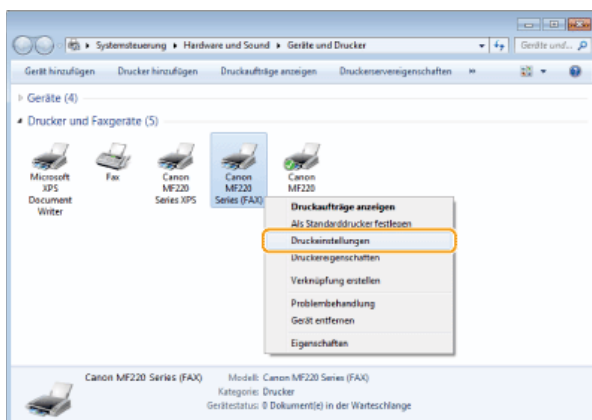 Systemsteuerung ▸ Hardware und Sound ▸ Geräte und Drucker
Geräte und...
Gerät hinzufügen Drucker hinzufügen Druckaufträge anzeigen Druckerservereigenschaften »
Geräte (4)
Drucker und Faxgeräte (5)
Microsoft XPS Document Writer
Fax
Canon MF220 Series XPS
Canon MF220 Series (FAX)
Canon MF220
Druckaufträge anzeigen
Als Standarddrucker festlegen
Druckeinstellungen
Druckereigenschaften
Verknüpfung erstellen
Problembehandlung
Gerät entfernen
Eigenschaften
Canon MF220 Series (FAX) Modell: Canon MF220 Series (FAX)
Kategorie: Drucker
Gerätestatus: 0 Dokument(e) in der Warteschlange